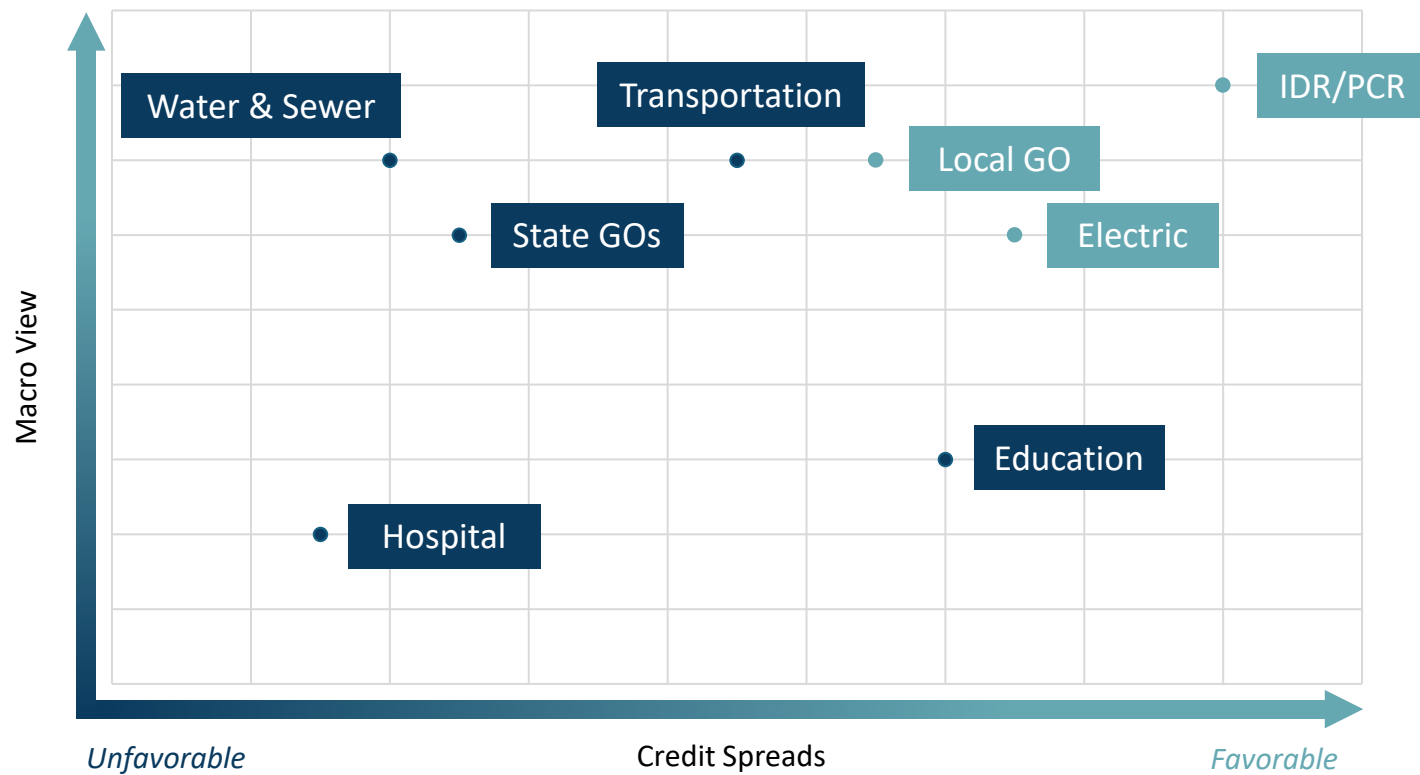 IDR/PCR
Transportation
Water & Sewer
Local GO
State GOs
Electric
Macro View
Education
Hospital
Unfavorable
Credit Spreads
Favorable